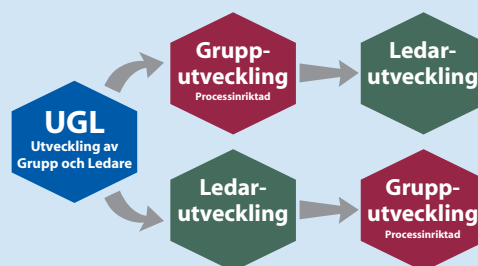 UGL
Utveckling av
Grupp och Ledare
Grupp-
utveckling
Processinriktad
Ledar-
utveckling
Ledar-
utveckling
Grupp-
utveckling
Processinriktad